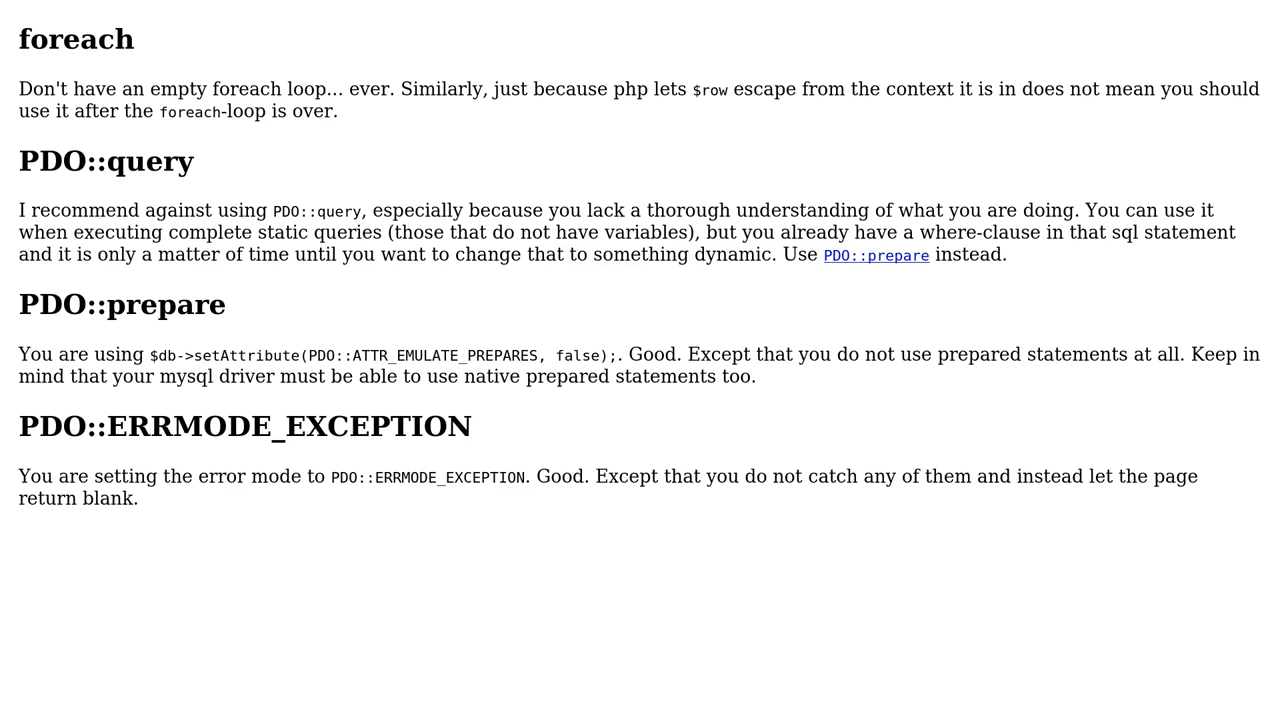 foreach
Don't have an empty foreach loop... ever. Similarly, just because php lets $row escape from the context it is in does not mean you should
use it after the foreach-loop is over.
PDO::query
I recommend against using PDO::query, especially because you lack a thorough understanding of what you are doing. You can use it
when executing complete static queries (those that do not have variables), but you already have a where-clause in that sql statement
and it is only a matter of time until you want to change that to something dynamic. Use PDO::prepare instead.
PDO::prepare
You are using $db->setAttribute(PDO::ATTR_EMULATE_PREPARES, false);. Good. Except that you do not use prepared statements at all. Keep in
mind that your mysql driver must be able to use native prepared statements too.
PDO::ERRMODE_EXCEPTION
You are setting the error mode to PDO::ERRMODE_EXCEPTION. Good. Except that you do not catch any of them and instead let the page
return blank.